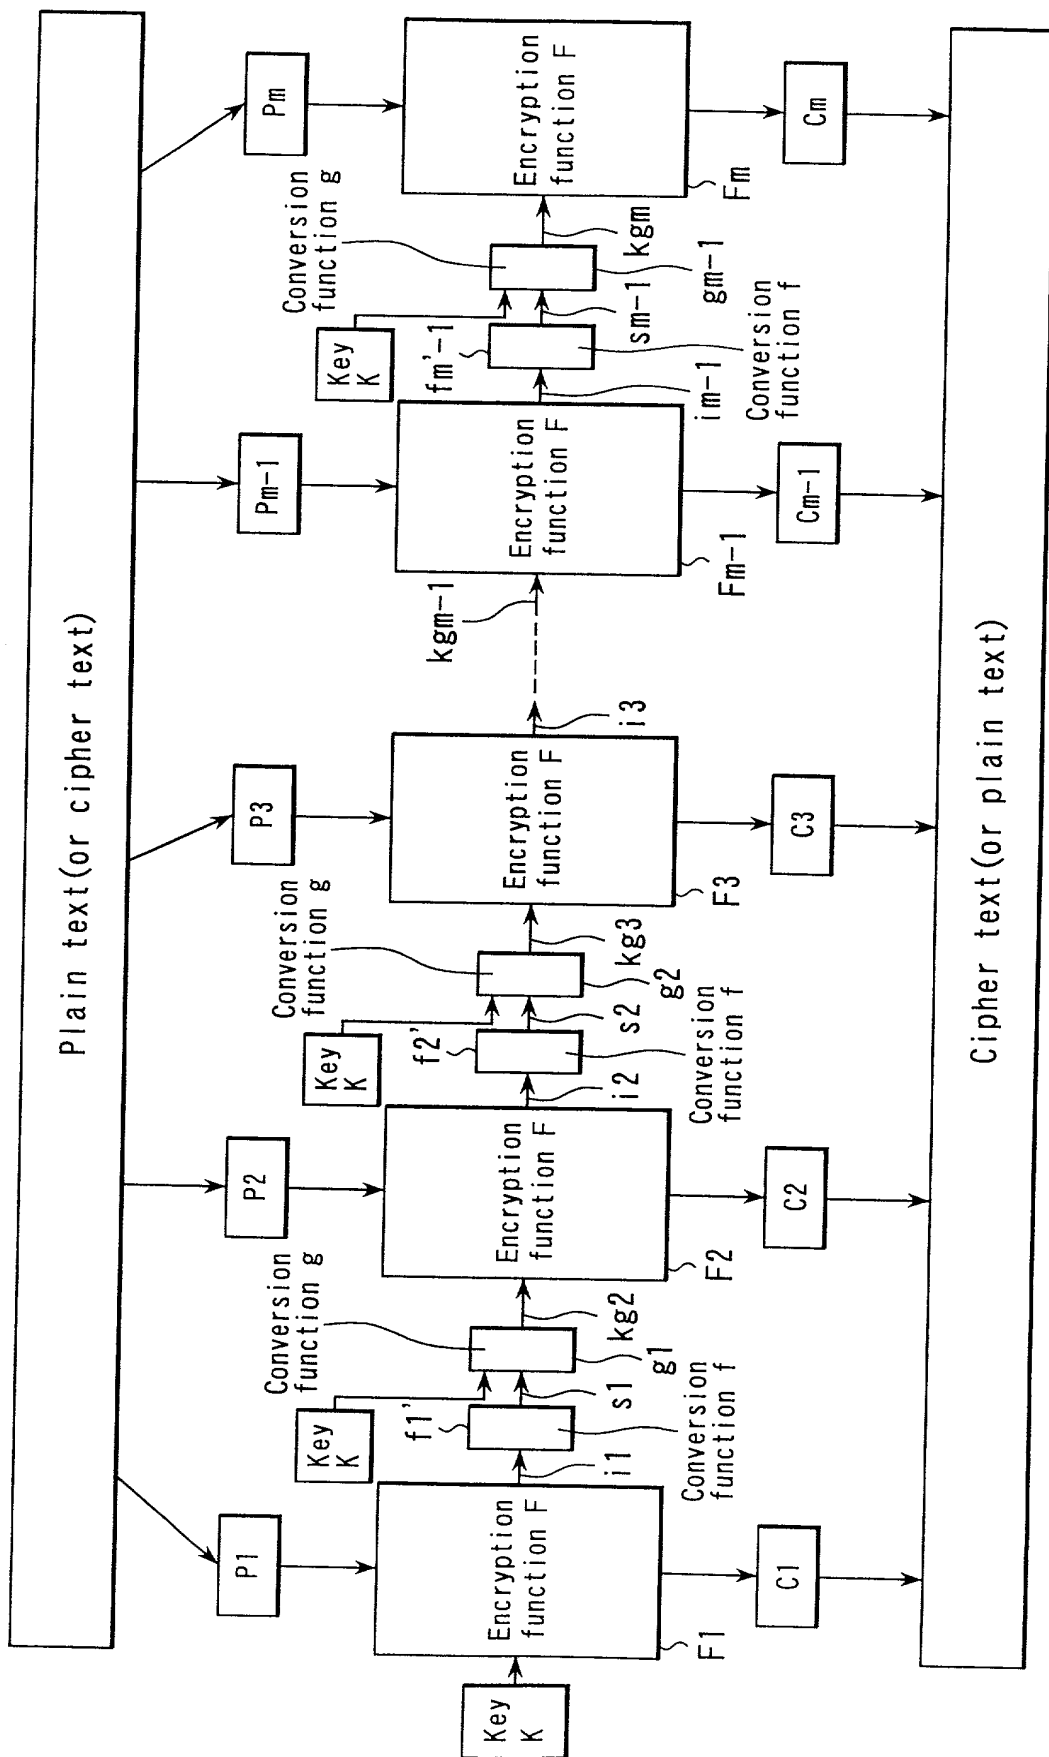 Plain text(or cipher text)
P1
P2
P3
Pm-1
Pm
Key
K
Encryption
function F
F1
i1
f1'
Conversion
function f
s1
Key
K
Conversion
function g
g1
kg2
Encryption
function F
F2
i2
f2'
Conversion
function f
s2
Key
K
Conversion
function g
g2
kg3
Encryption
function F
F3
i3
kgm-1
Encryption
function F
Fm-1
im-1
fm'-1
Conversion
function f
sm-1
Key
K
Conversion
function g
gm-1
kgm
Encryption
function F
Fm
C1
C2
C3
Cm-1
Cm
Cipher text(or plain text)